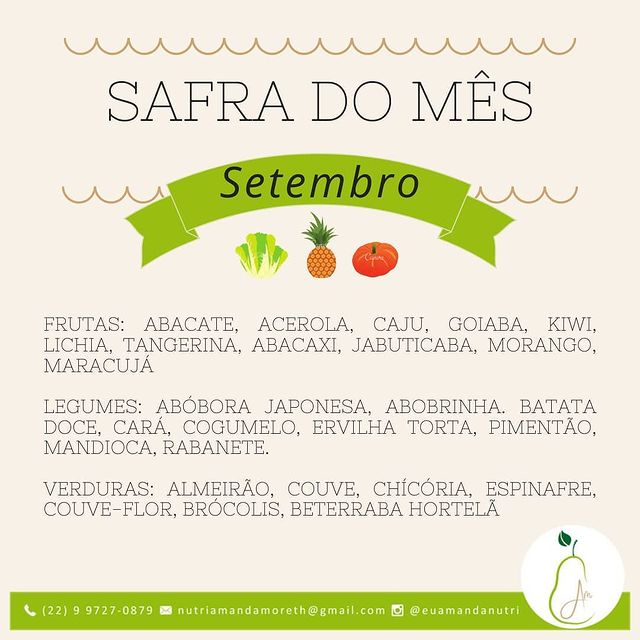 SAFRA DO MÊS
Setembro
FRUTAS: ABACATE, ACEROLA, CAJU, GOIABA, KIWI,
LICHIA, TANGERINA, ABACAXI, JABUTICABA, MORANGO,
MARACUJÁ
LEGUMES: ABÓBORA JAPONESA, ABOBRINHA. BATATA
DOCE, CARÁ, COGUMELO, ERVILHA TORTA, PIMENTÃO,
MANDIOCA, RABANETE.
VERDURAS: ALMEIRÃO, COUVE, CHÍCÓRIA, ESPINAFRE,
COUVE-FLOR, BRÓCOLIS, BETERRABA HORTELÃ
Am
(22) 9 9727-0879 nutriamandamoreth@gmail.com @euamandanutri